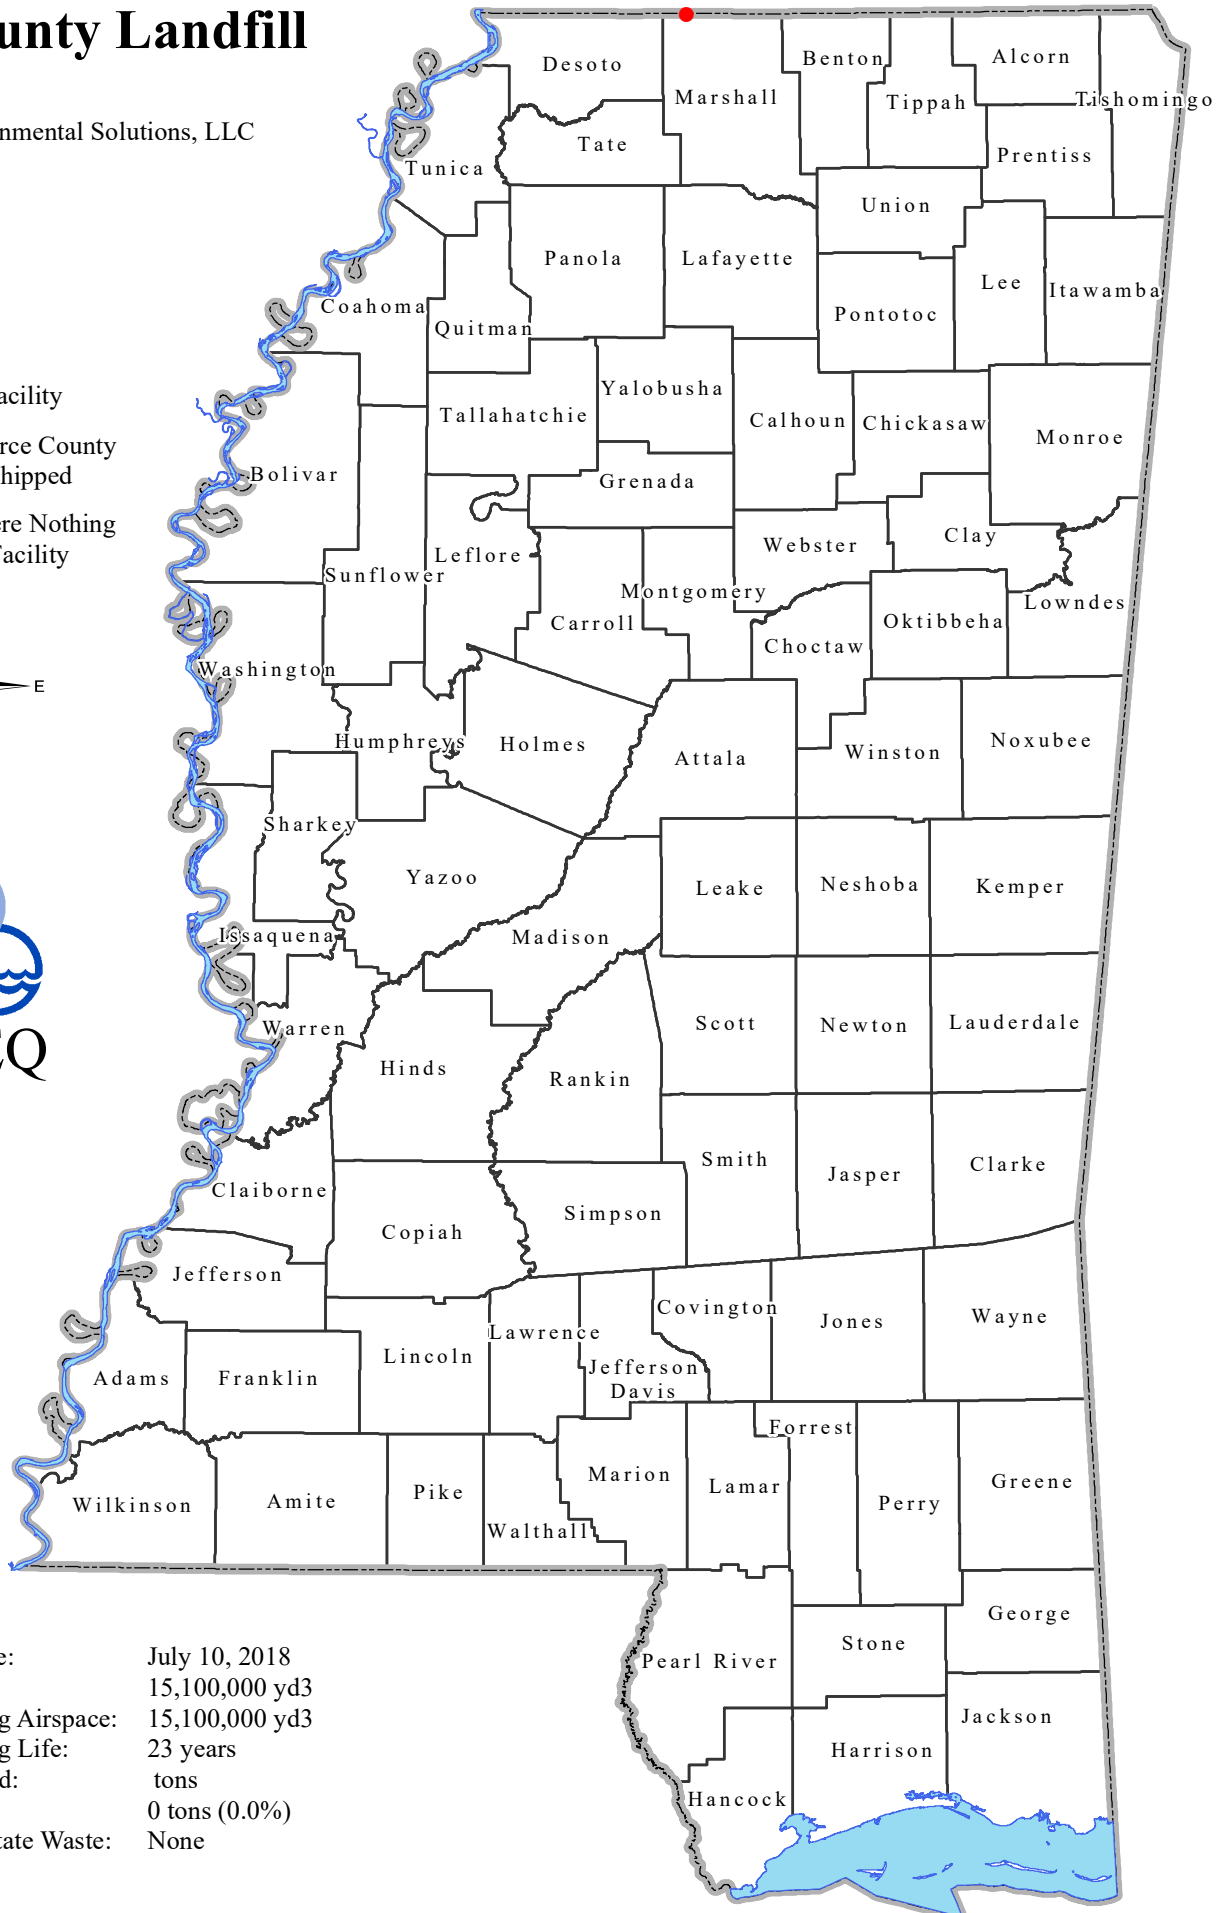 unty Landfill
nmental Solutions, LLC
acility
rce County
hipped
ere Nothing
Facility
E
CQ
Desoto
Marshall
Benton
Alcorn
Tippah
Tishomingo
Tate
Tunica
Prentiss
Union
Panola
Lafayette
Lee
Itawamba
Coahoma
Quitman
Pontotoc
Yalobusha
Tallahatchie
Calhoun
Chickasaw
Monroe
Bolivar
Grenada
Leflore
Webster
Clay
Sunflower
Montgomery
Lowndes
Carroll
Oktibbeha
Choctaw
Washington
Humphreys
Holmes
Attala
Winston
Noxubee
Sharkey
Yazoo
Leake
Neshoba
Kemper
Issaquena
Madison
Warren
Scott
Newton
Lauderdale
Hinds
Rankin
Smith
Jasper
Clarke
Claiborne
Copiah
Simpson
Jefferson
Covington
Jones
Wayne
Lawrence
Lincoln
Jefferson
Davis
Adams
Franklin
Forrest
Marion
Lamar
Greene
Wilkinson
Amite
Pike
Perry
Walthall
George
Stone
Pearl River
Jackson
Harrison
Hancock
e: July 10, 2018
15,100,000 yd3
g Airspace: 15,100,000 yd3
g Life: 23 years
d: tons
0 tons (0.0%)
tate Waste: None